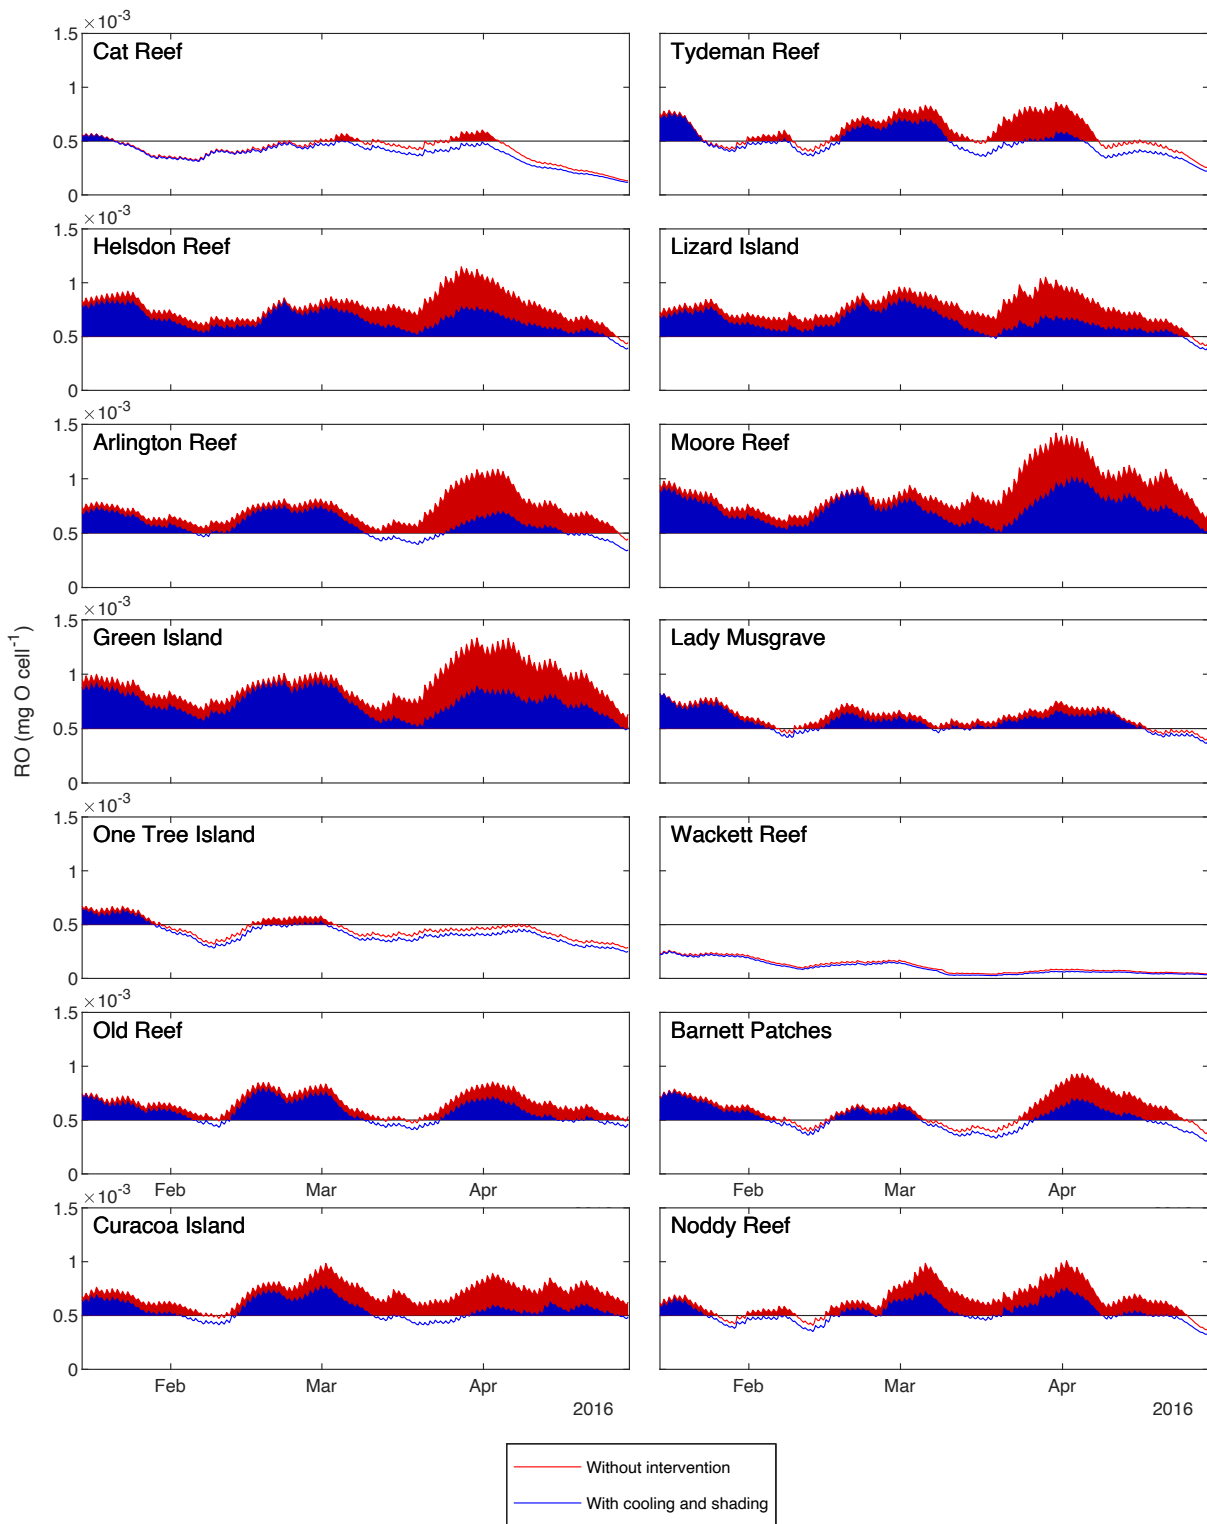 ×10⁻³
1.5
Cat Reef
Tydeman Reef
1
0.5
0
×10⁻³
1.5
Helsdon Reef
Lizard Island
1
0.5
0
×10⁻³
1.5
Arlington Reef
Moore Reef
1
0.5
0
×10⁻³
1.5
Green Island
Lady Musgrave
1
0.5
0
RO (mg O cell⁻¹)
×10⁻³
1.5
One Tree Island
Wackett Reef
1
0.5
0
×10⁻³
1.5
Old Reef
Barnett Patches
1
0.5
0
Feb Mar Apr
Feb Mar Apr
×10⁻³
1.5
Curacoa Island
Noddy Reef
1
0.5
0
Feb Mar Apr
2016
Feb Mar Apr
2016
Without intervention
With cooling and shading